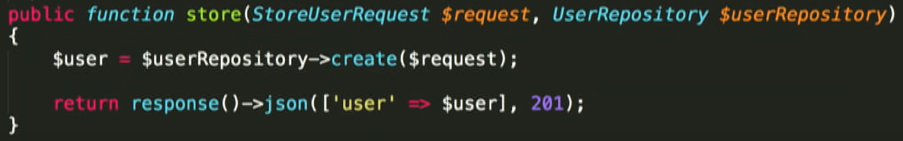 public function store(StoreUserRequest $request, UserRepository $userRepository)
{
    $user = $userRepository->create($request);
    return response()->json(['user' => $user], 201);
}